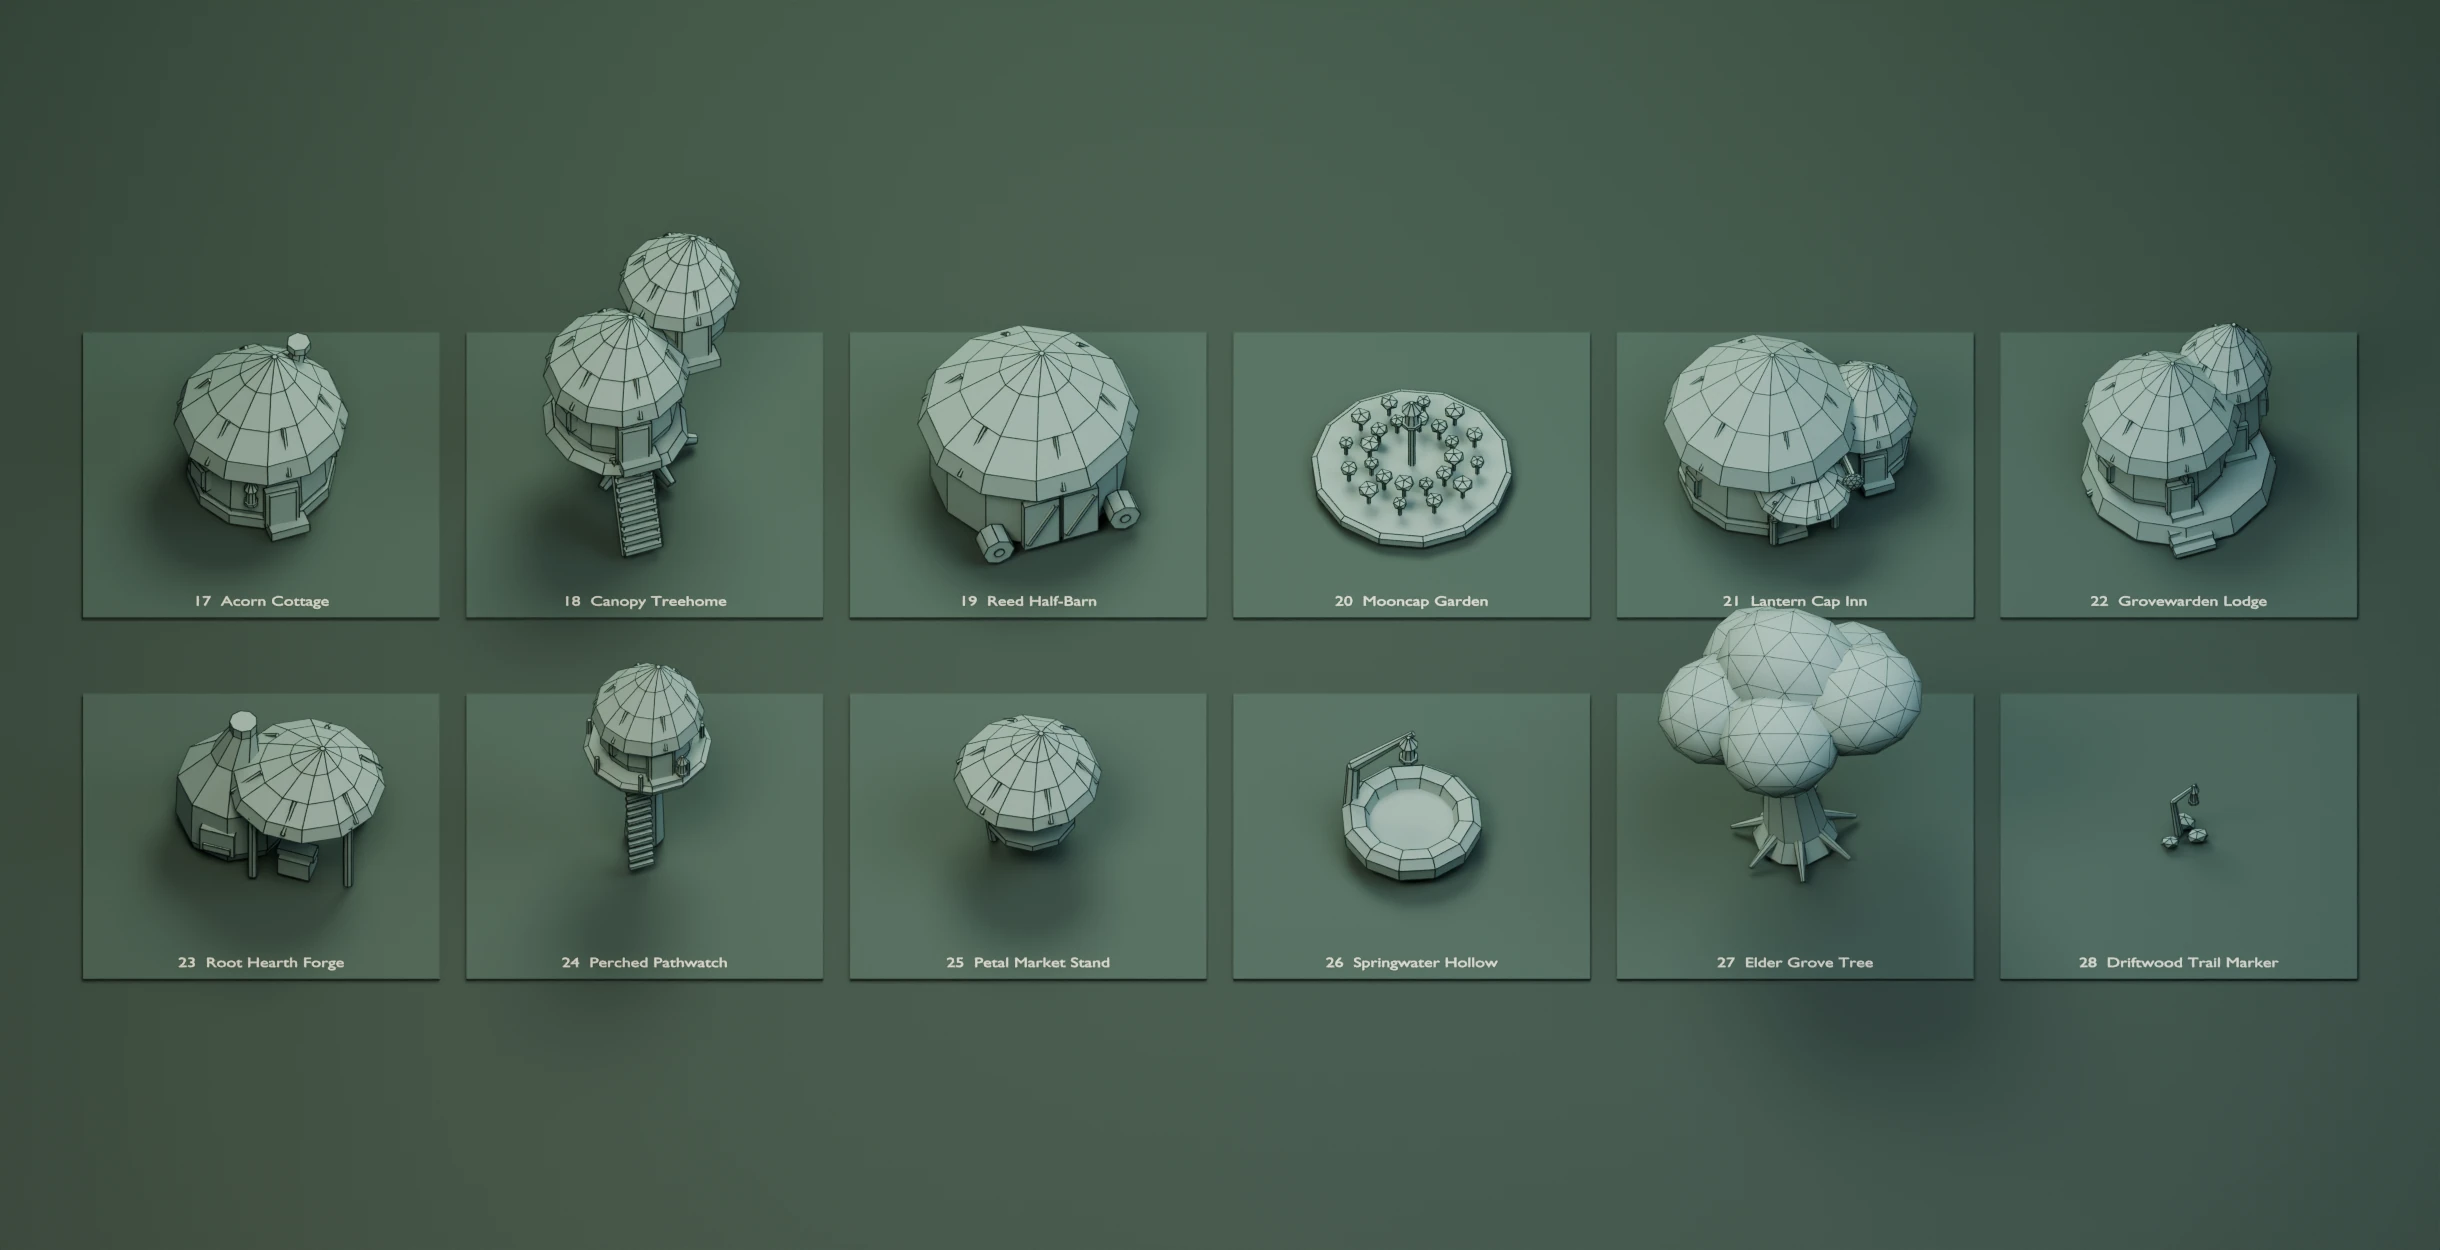 17 Acorn Cottage
18 Canopy Treehome
19 Reed Half-Barn
20 Mooncap Garden
21 Lantern Cap Inn
22 Grovewarden Lodge
23 Root Hearth Forge
24 Perched Pathwatch
25 Petal Market Stand
26 Springwater Hollow
27 Elder Grove Tree
28 Driftwood Trail Marker